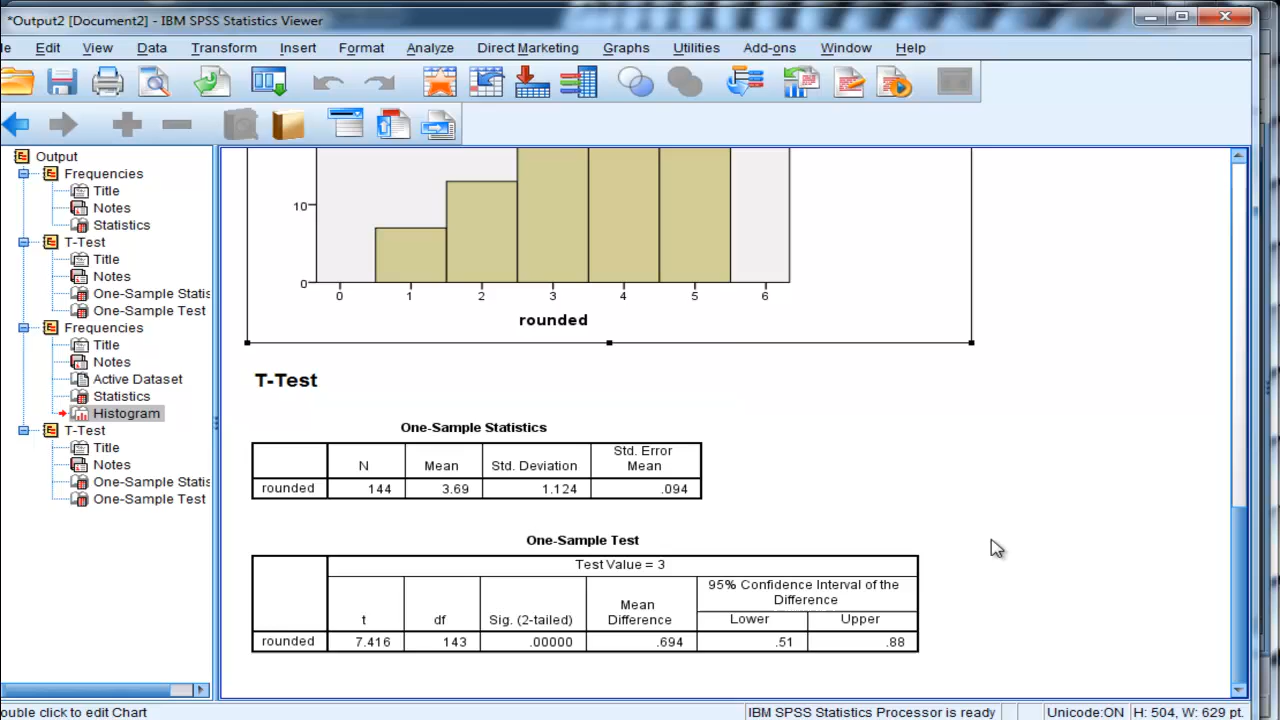 *Output2 [Document2] - IBM SPSS Statistics Viewer
le Edit View Data Transform Insert Format Analyze Direct Marketing Graphs Utilities Add-ons Window Help
Output
Frequencies
Title
Notes
Statistics
T-Test
Title
Notes
One-Sample Statis
One-Sample Test
Frequencies
Title
Notes
Active Dataset
Statistics
Histogram
T-Test
Title
Notes
One-Sample Statis
One-Sample Test
10
0
0 1 2 3 4 5 6
rounded
T-Test
One-Sample Statistics
N Mean Std. Deviation Std. Error Mean
rounded 144 3.69 1.124 .094
One-Sample Test
Test Value = 3
t df Sig. (2-tailed) Mean Difference 95% Confidence Interval of the Difference
Lower Upper
rounded 7.416 143 .00000 .694 .51 .88
ouble click to edit Chart IBM SPSS Statistics Processor is ready Unicode:ON H: 504, W: 629 pt.